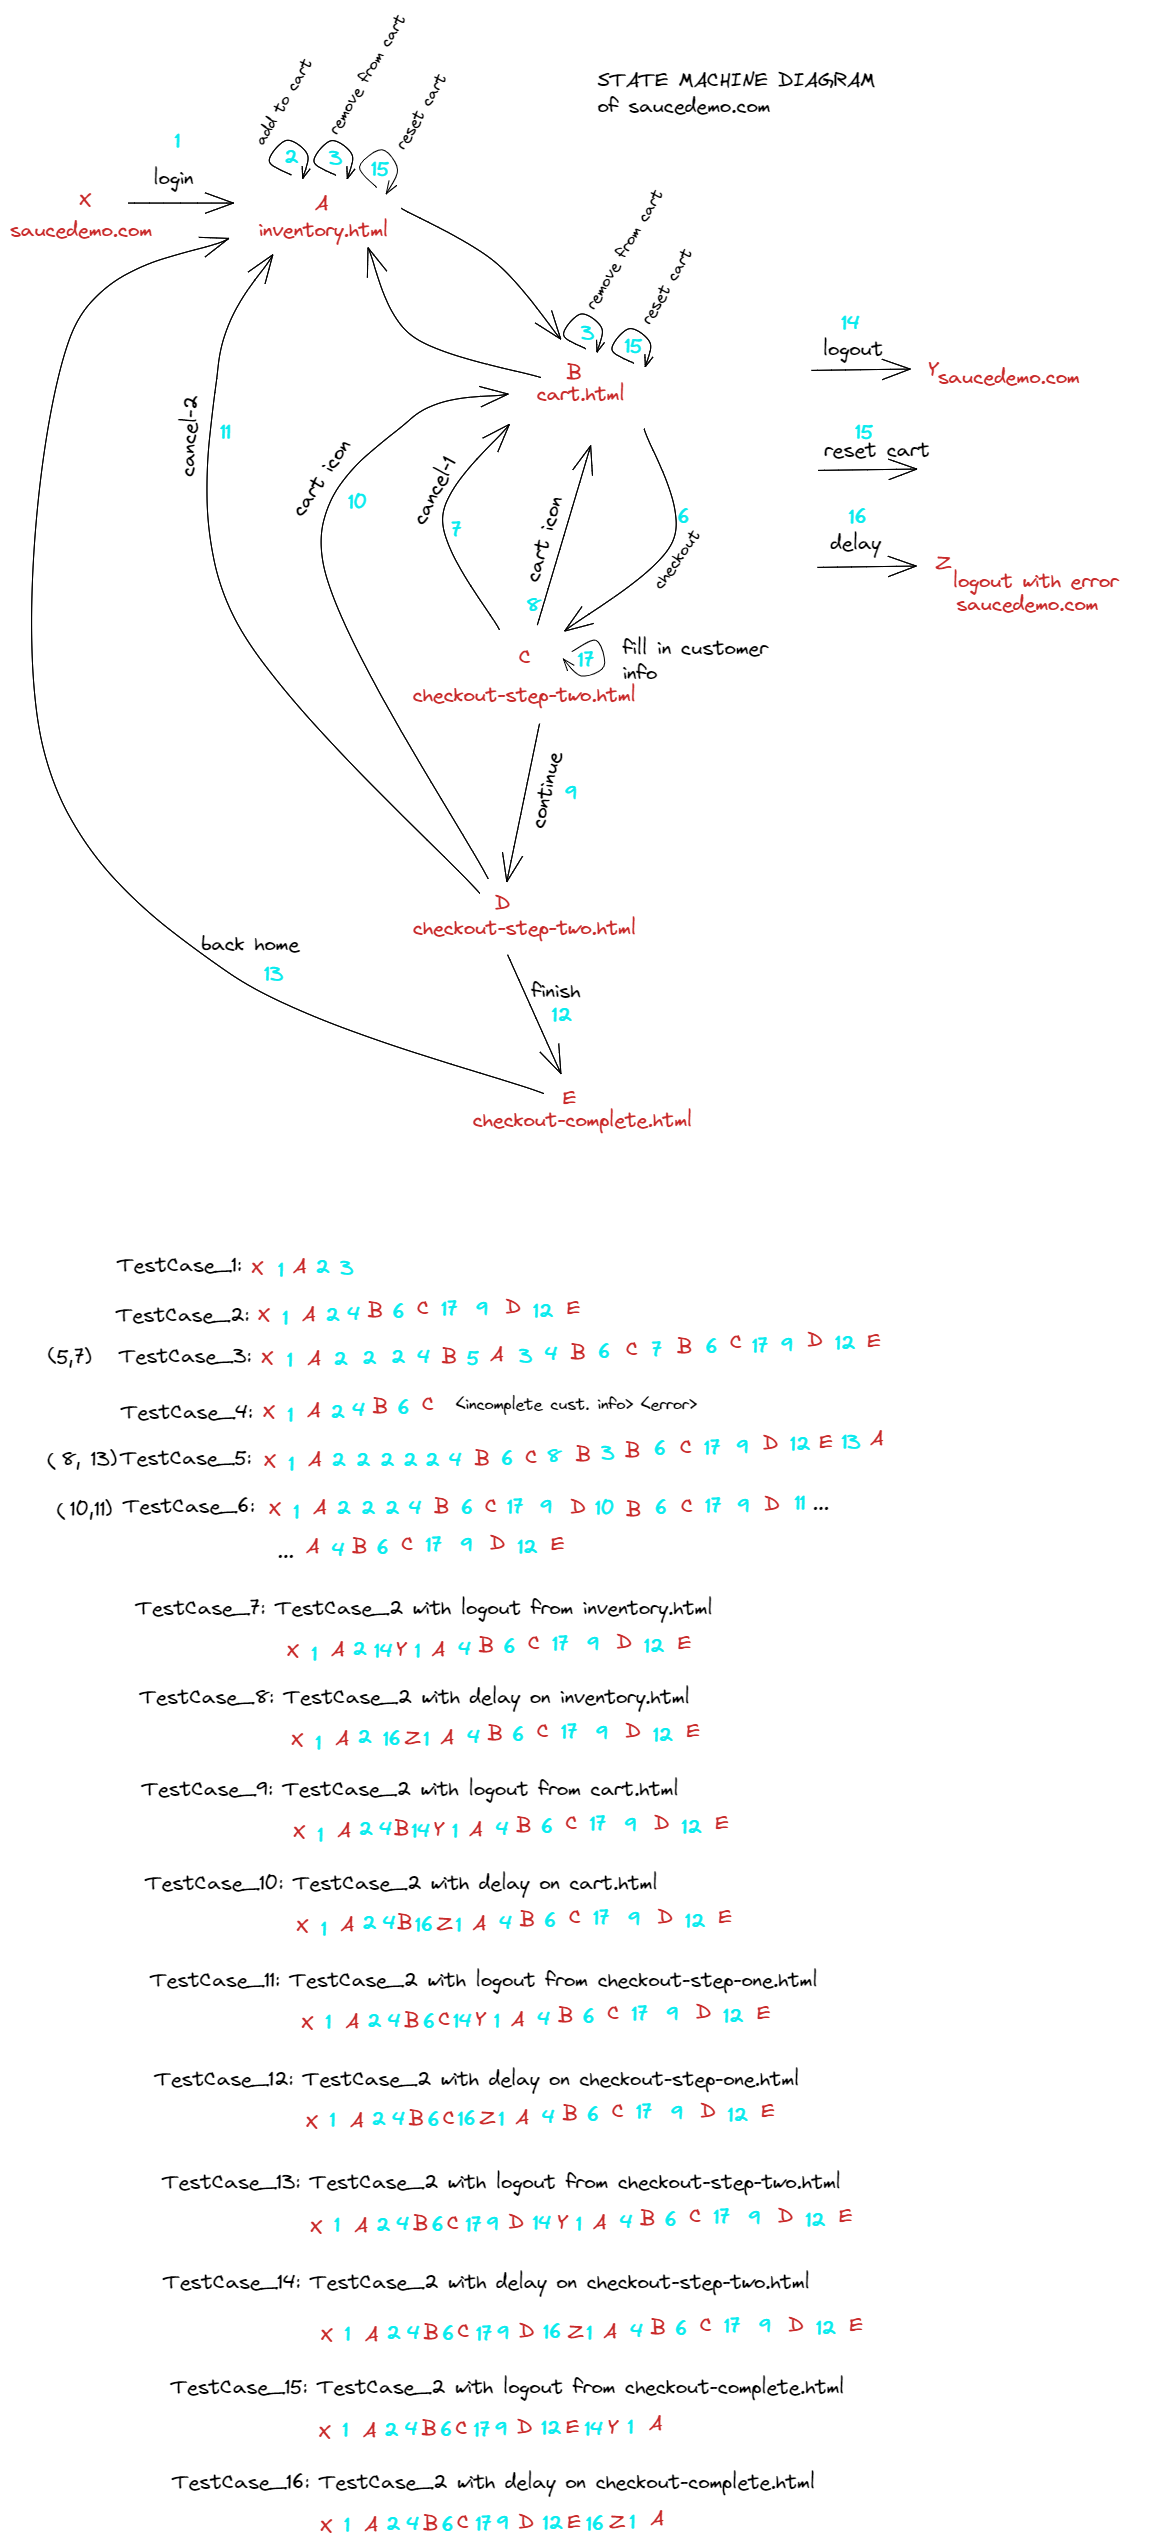 STATE MACHINE DIAGRAM
of saucedemo.com
add to cart
remove from cart
reset cart
1
login
2
3
15
X
saucedemo.com
A
inventory.html
remove from cart
reset cart
3
15
B
cart.html
14
logout
Y saucedemo.com
15
reset cart
16
delay
Z
logout with error
saucedemo.com
cancel-2
11
cart icon
10
cancel-1
7
cart icon
8
6
checkout
C
17
fill in customer
info
checkout-step-two.html
continue
9
D
checkout-step-two.html
back home
13
finish
12
E
checkout-complete.html
TestCase_1: X 1 A 2 3
TestCase_2: X 1 A 2 4 B 6 C 17 9 D 12 E
(5,7) TestCase_3: X 1 A 2 2 2 4 B 5 A 3 4 B 6 C 7 B 6 C 17 9 D 12 E
TestCase_4: X 1 A 2 4 B 6 C <incomplete cust. info> <error>
(8, 13) TestCase_5: X 1 A 2 2 2 2 2 4 B 6 C 8 B 3 B 6 C 17 9 D 12 E 13 A
(10,11) TestCase_6: X 1 A 2 2 2 4 B 6 C 17 9 D 10 B 6 C 17 9 D 11 ...
... A 4 B 6 C 17 9 D 12 E
TestCase_7: TestCase_2 with logout from inventory.html
X 1 A 2 14 Y 1 A 4 B 6 C 17 9 D 12 E
TestCase_8: TestCase_2 with delay on inventory.html
X 1 A 2 16 Z 1 A 4 B 6 C 17 9 D 12 E
TestCase_9: TestCase_2 with logout from cart.html
X 1 A 2 4 B 14 Y 1 A 4 B 6 C 17 9 D 12 E
TestCase_10: TestCase_2 with delay on cart.html
X 1 A 2 4 B 16 Z 1 A 4 B 6 C 17 9 D 12 E
TestCase_11: TestCase_2 with logout from checkout-step-one.html
X 1 A 2 4 B 6 C 14 Y 1 A 4 B 6 C 17 9 D 12 E
TestCase_12: TestCase_2 with delay on checkout-step-one.html
X 1 A 2 4 B 6 C 16 Z 1 A 4 B 6 C 17 9 D 12 E
TestCase_13: TestCase_2 with logout from checkout-step-two.html
X 1 A 2 4 B 6 C 17 9 D 14 Y 1 A 4 B 6 C 17 9 D 12 E
TestCase_14: TestCase_2 with delay on checkout-step-two.html
X 1 A 2 4 B 6 C 17 9 D 16 Z 1 A 4 B 6 C 17 9 D 12 E
TestCase_15: TestCase_2 with logout from checkout-complete.html
X 1 A 2 4 B 6 C 17 9 D 12 E 14 Y 1 A
TestCase_16: TestCase_2 with delay on checkout-complete.html
X 1 A 2 4 B 6 C 17 9 D 12 E 16 Z 1 A